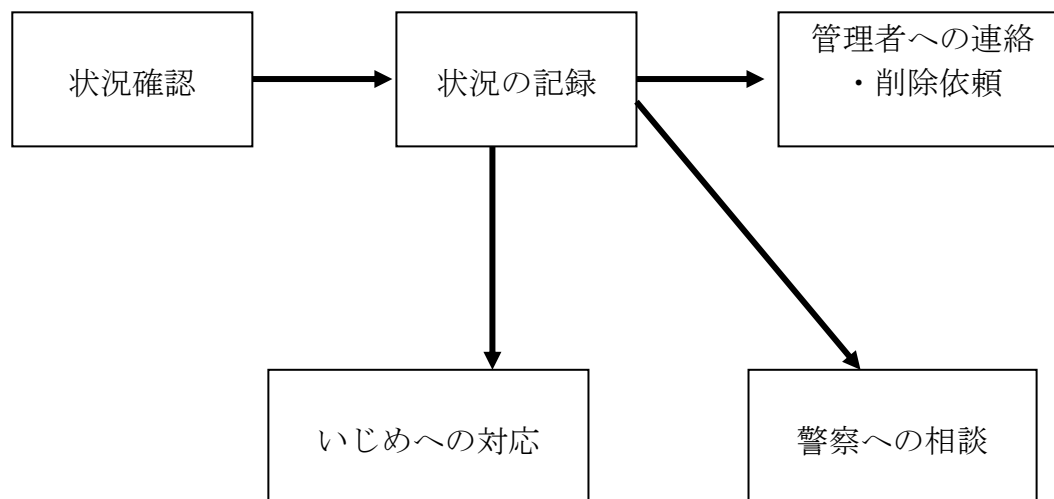 状況確認
状況の記録
管理者への連絡
・削除依頼
いじめへの対応
警察への相談